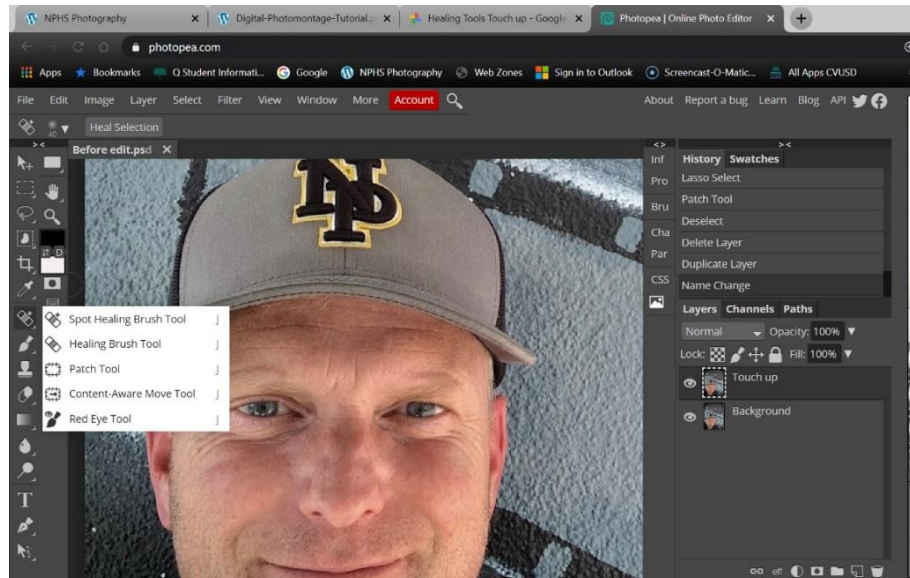 NPHS Photography × Digital-Photomontage-Tutorial.p × Healing Tools Touch up - Google × Photopea | Online Photo Editor × +
photopea.com
Apps Bookmarks Q Student Informati... Google NPHS Photography Web Zones Sign in to Outlook Screencast-O-Matic... All Apps CVUSD
File Edit Image Layer Select Filter View Window More Account About Report a bug Learn Blog API
40 Heal Selection
Before edit.psd ×
NP
Inf
Pro
Bru
Cha
Par
CSS
History Swatches
Lasso Select
Patch Tool
Deselect
Delete Layer
Duplicate Layer
Name Change
D
Spot Healing Brush Tool J
Healing Brush Tool J
Patch Tool J
Content-Aware Move Tool J
Red Eye Tool J
T
Layers Channels Paths
Normal Opacity: 100%
Lock: Fill: 100%
Touch up
Background
eff